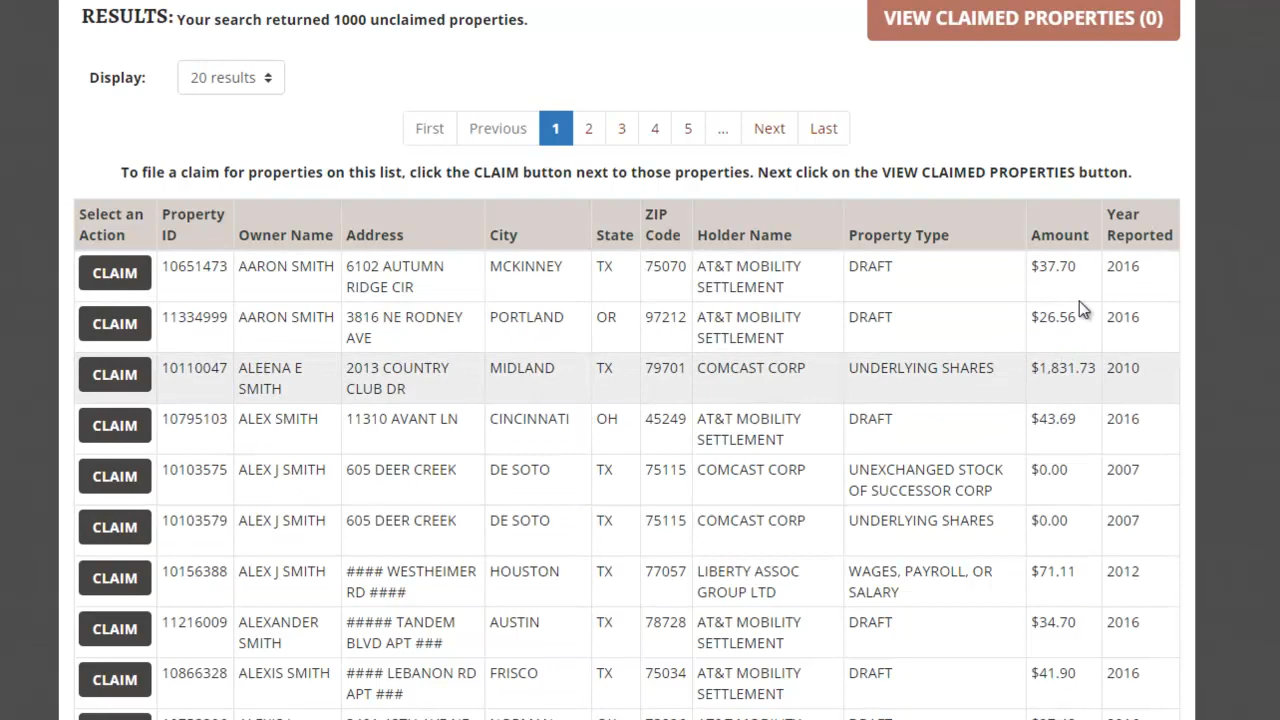 RESULTS: Your search returned 1000 unclaimed properties.
VIEW CLAIMED PROPERTIES (0)
Display: 20 results
First Previous 1 2 3 4 5 ... Next Last
To file a claim for properties on this list, click the CLAIM button next to those properties. Next click on the VIEW CLAIMED PROPERTIES button.
Select an Action Property ID Owner Name Address City State ZIP Code Holder Name Property Type Amount Year Reported
CLAIM 10651473 AARON SMITH 6102 AUTUMN RIDGE CIR MCKINNEY TX 75070 AT&T MOBILITY SETTLEMENT DRAFT $37.70 2016
CLAIM 11334999 AARON SMITH 3816 NE RODNEY AVE PORTLAND OR 97212 AT&T MOBILITY SETTLEMENT DRAFT $26.56 2016
CLAIM 10110047 ALEENA E SMITH 2013 COUNTRY CLUB DR MIDLAND TX 79701 COMCAST CORP UNDERLYING SHARES $1,831.73 2010
CLAIM 10795103 ALEX SMITH 11310 AVANT LN CINCINNATI OH 45249 AT&T MOBILITY SETTLEMENT DRAFT $43.69 2016
CLAIM 10103575 ALEX J SMITH 605 DEER CREEK DE SOTO TX 75115 COMCAST CORP UNEXCHANGED STOCK OF SUCCESSOR CORP $0.00 2007
CLAIM 10103579 ALEX J SMITH 605 DEER CREEK DE SOTO TX 75115 COMCAST CORP UNDERLYING SHARES $0.00 2007
CLAIM 10156388 ALEX J SMITH #### WESTHEIMER RD #### HOUSTON TX 77057 LIBERTY ASSOC GROUP LTD WAGES, PAYROLL, OR SALARY $71.11 2012
CLAIM 11216009 ALEXANDER SMITH ##### TANDEM BLVD APT ### AUSTIN TX 78728 AT&T MOBILITY SETTLEMENT DRAFT $34.70 2016
CLAIM 10866328 ALEXIS SMITH #### LEBANON RD APT ### FRISCO TX 75034 AT&T MOBILITY SETTLEMENT DRAFT $41.90 2016